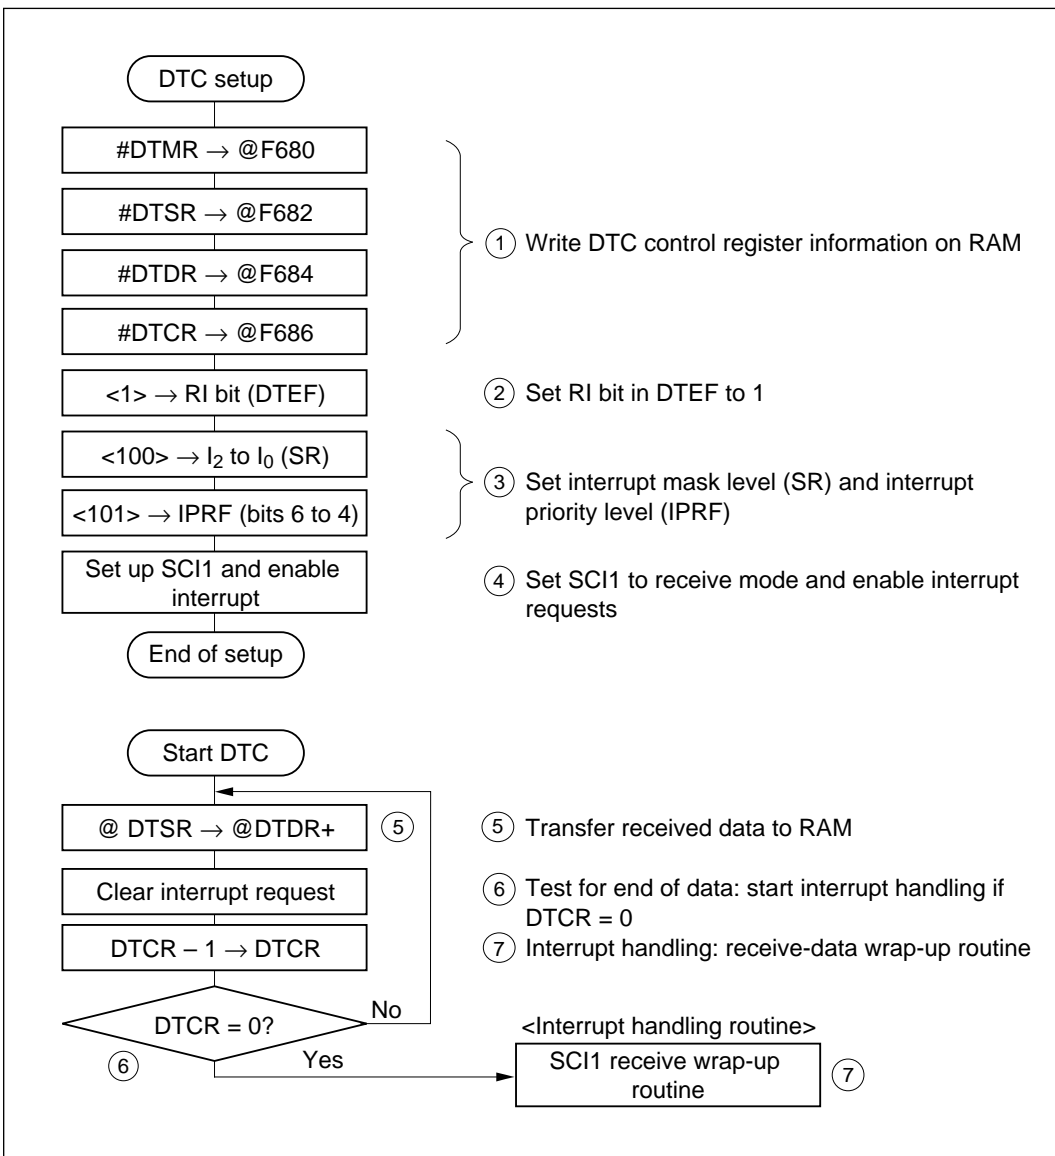 DTC setup
#DTMR → @F680
#DTSR → @F682
#DTDR → @F684
#DTCR → @F686
① Write DTC control register information on RAM
<1> → RI bit (DTEF)
② Set RI bit in DTEF to 1
<100> → I₂ to I₀ (SR)
<101> → IPRF (bits 6 to 4)
③ Set interrupt mask level (SR) and interrupt
priority level (IPRF)
Set up SCI1 and enable
interrupt
④ Set SCI1 to receive mode and enable interrupt
requests
End of setup
Start DTC
@ DTSR → @DTDR+
⑤
⑤ Transfer received data to RAM
Clear interrupt request
⑥ Test for end of data: start interrupt handling if
DTCR = 0
DTCR – 1 → DTCR
⑦ Interrupt handling: receive-data wrap-up routine
DTCR = 0?
No
⑥
Yes
<Interrupt handling routine>
SCI1 receive wrap-up
routine
⑦